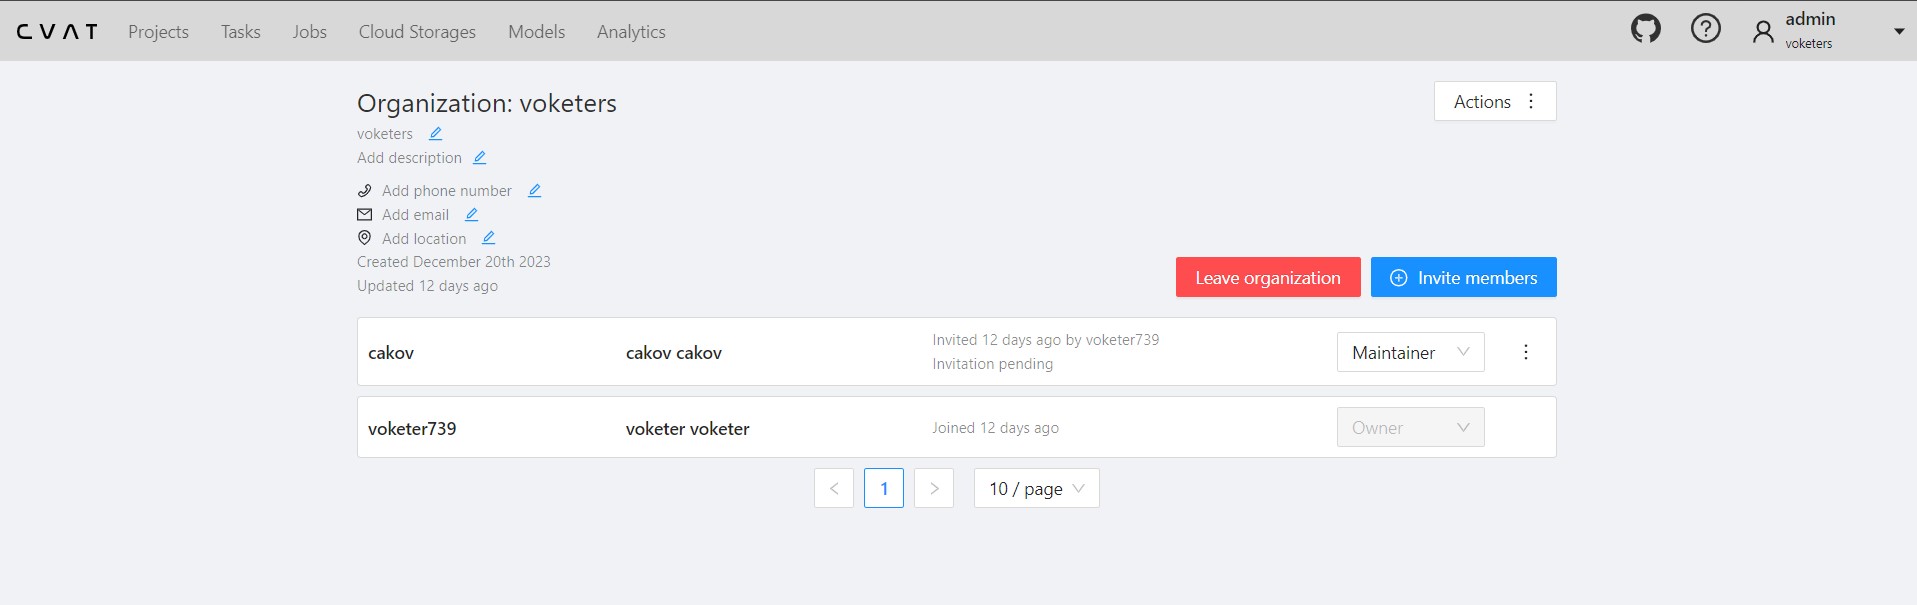 CVAT Projects Tasks Jobs Cloud Storages Models Analytics admin
voketers
Organization: voketers
Actions
voketers
Add description
Add phone number
Add email
Add location
Created December 20th 2023
Updated 12 days ago
Leave organization Invite members
cakov cakov cakov Invited 12 days ago by voketer739 Maintainer
Invitation pending
voketer739 voketer voketer Joined 12 days ago Owner
< 1 > 10 / page